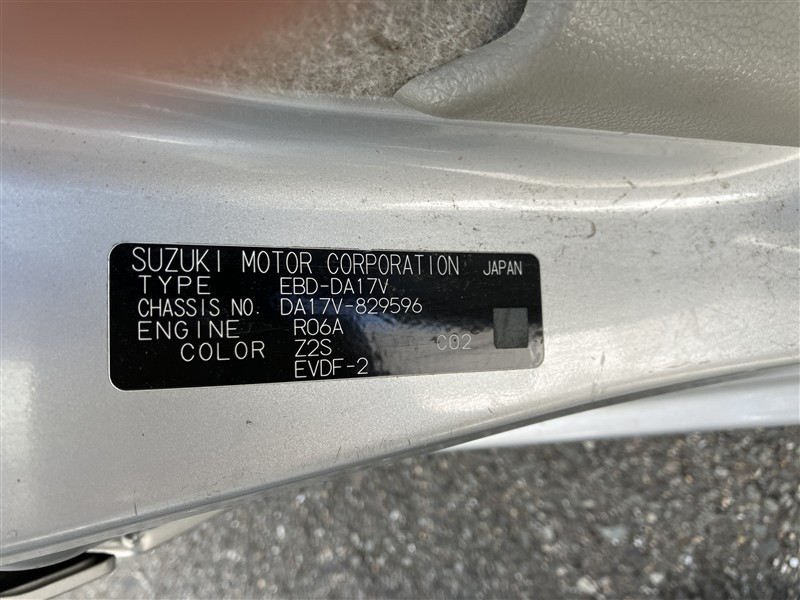 SUZUKI MOTOR CORPORATION JAPAN
TYPE EBD-DA17V
CHASSIS NO. DA17V-829596
ENGINE R06A
COLOR Z2S C02
EVDF-2